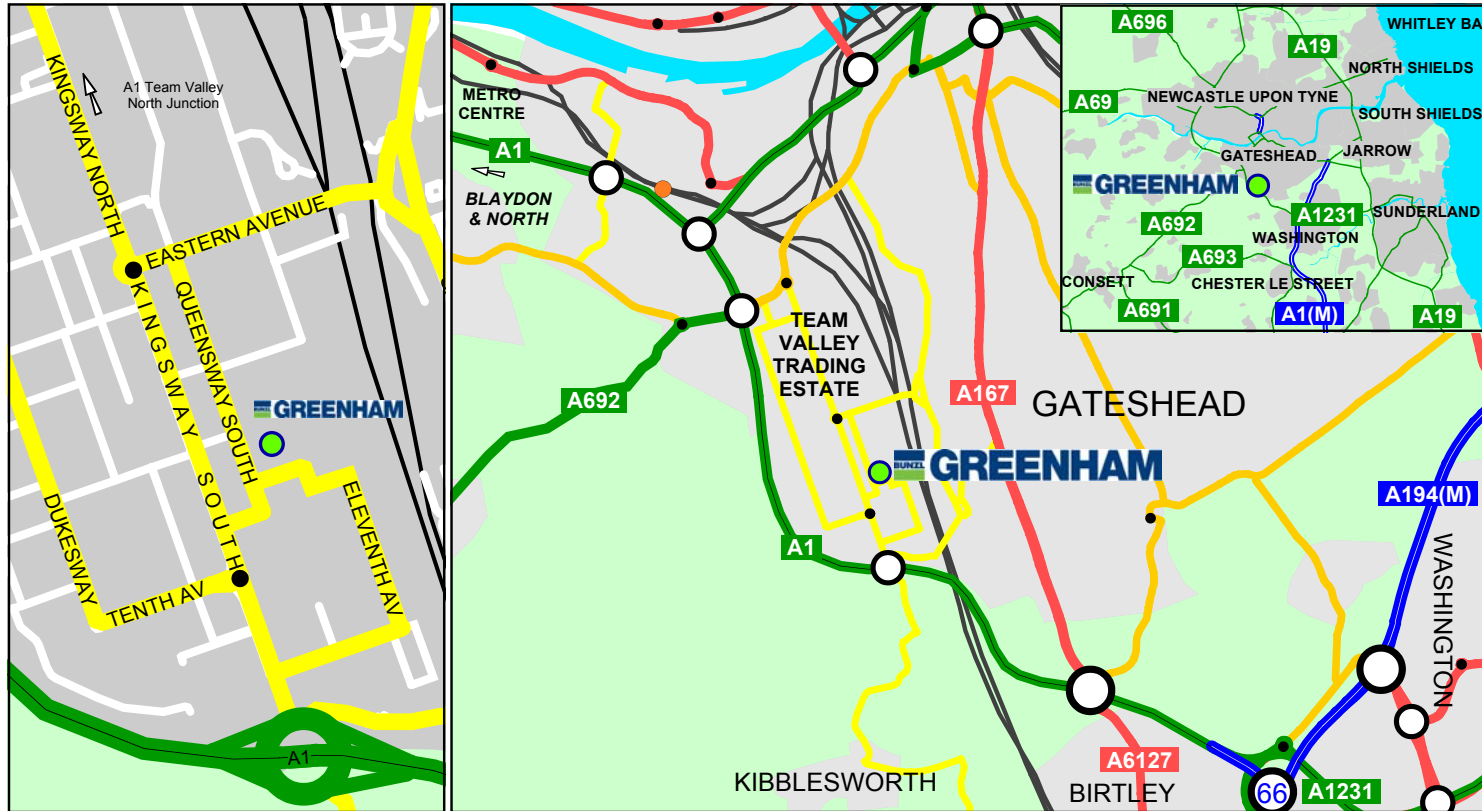 KINGSWAY NORTH
A1 Team Valley
North Junction
EASTERN AVENUE
QUEENSWAY SOUTH
KINGSWAY SOUTH
BUNZL GREENHAM
DUKESWAY
TENTH AV
ELEVENTH AV
A1
METRO
CENTRE
A1
BLAYDON
& NORTH
TEAM
VALLEY
TRADING
ESTATE
A692
A167
GATESHEAD
BUNZL GREENHAM
A1
A194(M)
WASHINGTON
KIBBLESWORTH
A6127
BIRTLEY
66
A1231
A696
WHITLEY BA
A19
NORTH SHIELDS
A69
NEWCASTLE UPON TYNE
SOUTH SHIELDS
GATESHEAD
JARROW
BUNZL GREENHAM
A692
A1231
SUNDERLAND
WASHINGTON
A693
CONSETT
CHESTER LE STREET
A691
A1(M)
A19